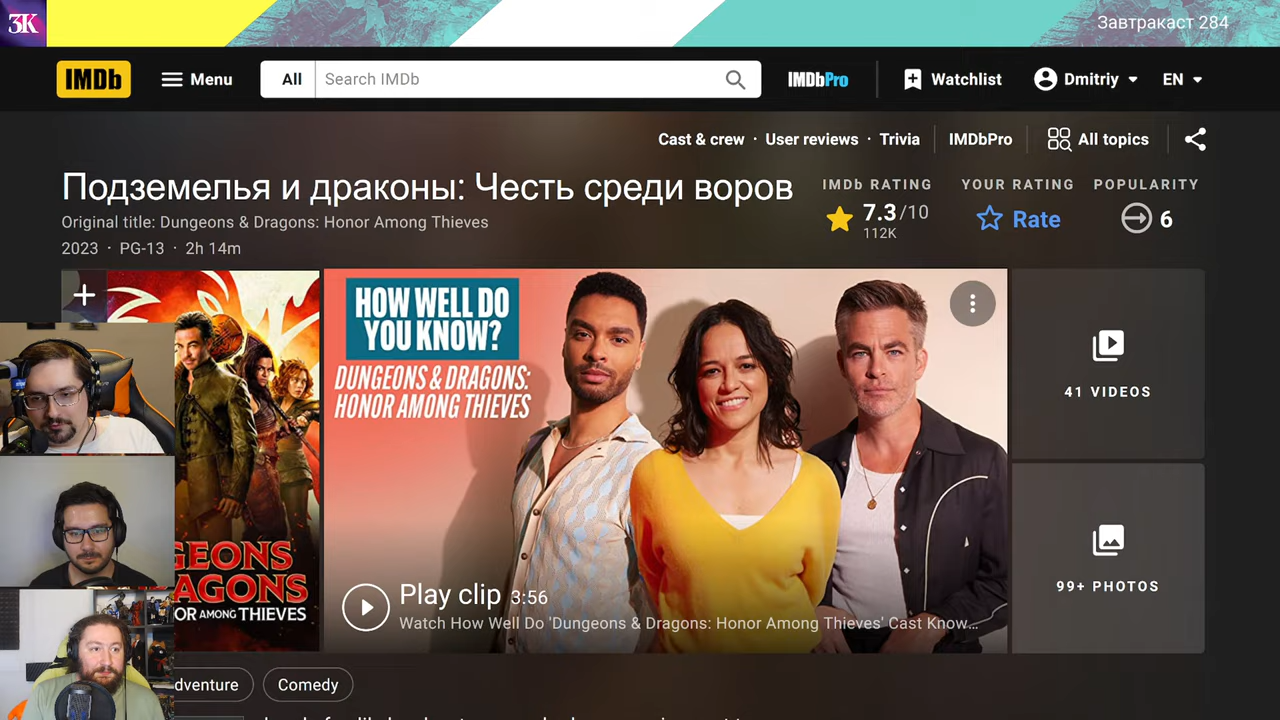 3K
Завтракаст 284
IMDb
Menu
All
Search IMDb
IMDbPro
Watchlist
Dmitriy
EN
Cast & crew · User reviews · Trivia
IMDbPro
All topics
Подземелья и драконы: Честь среди воров
Original title: Dungeons & Dragons: Honor Among Thieves
2023 · PG-13 · 2h 14m
IMDb RATING
7.3/10
112K
YOUR RATING
Rate
POPULARITY
6
HOW WELL DO
YOU KNOW?
DUNGEONS & DRAGONS:
HONOR AMONG THIEVES
GEONS
AGONS
OR AMONG THIEVES
Play clip 3:56
Watch How Well Do 'Dungeons & Dragons: Honor Among Thieves' Cast Know...
41 VIDEOS
99+ PHOTOS
dventure
Comedy